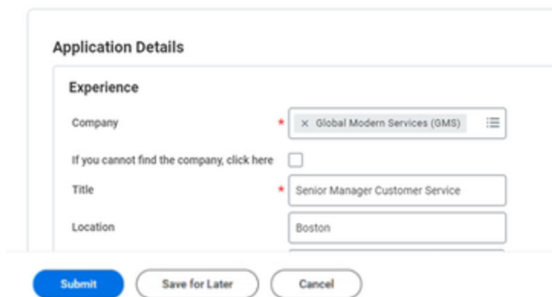 Application Details
Experience
Company * × Global Modern Services (GMS)
If you cannot find the company, click here
Title * Senior Manager Customer Service
Location Boston
Submit Save for Later Cancel